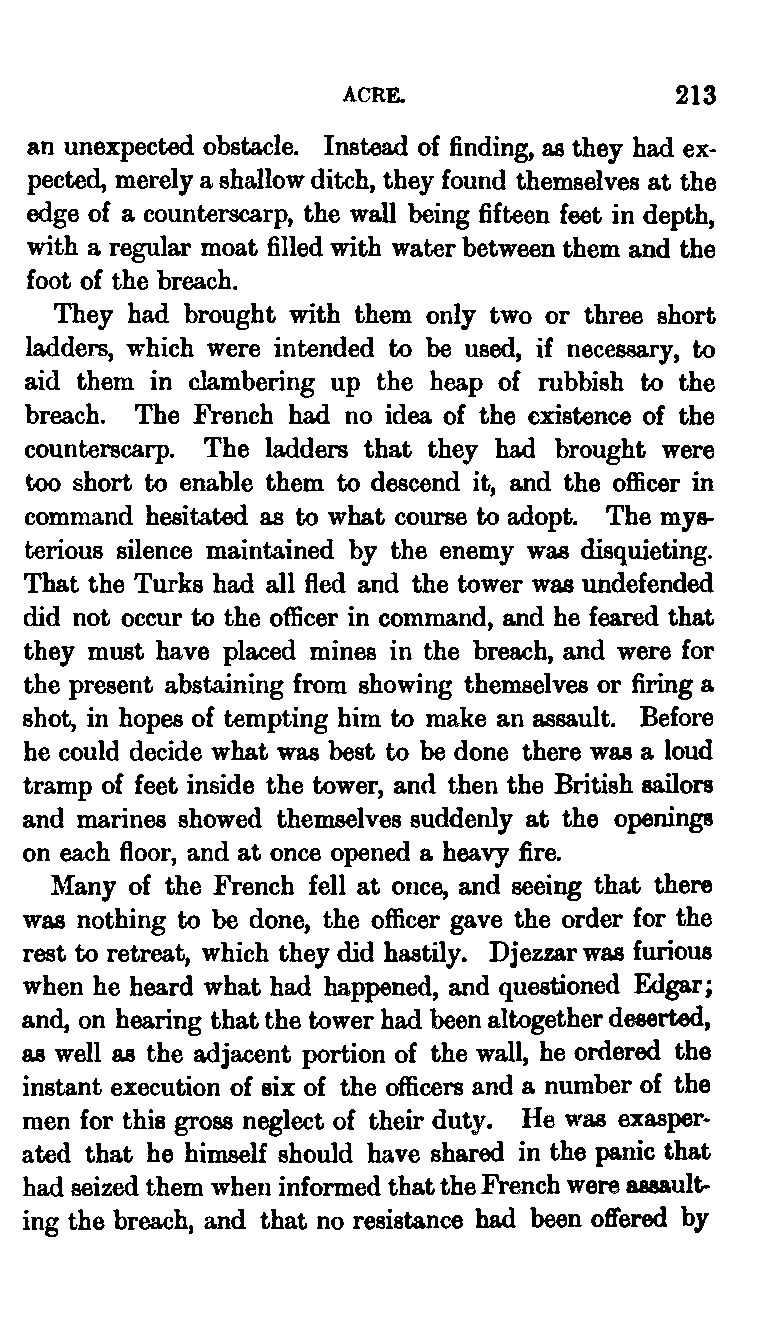 ACRE. 213
an unexpected obstacle. Instead of finding, as they had ex-
pected, merely a shallow ditch, they found themselves at the
edge of a counterscarp, the wall being fifteen feet in depth,
with a regular moat filled with water between them and the
foot of the breach.
They had brought with them only two or three short
ladders, which were intended to be used, if necessary, to
aid them in clambering up the heap of rubbish to the
breach. The French had no idea of the existence of the
counterscarp. The ladders that they had brought were
too short to enable them to descend it, and the officer in
command hesitated as to what course to adopt. The mys-
terious silence maintained by the enemy was disquieting.
That the Turks had all fled and the tower was undefended
did not occur to the officer in command, and he feared that
they must have placed mines in the breach, and were for
the present abstaining from showing themselves or firing a
shot, in hopes of tempting him to make an assault. Before
he could decide what was best to be done there was a loud
tramp of feet inside the tower, and then the British sailors
and marines showed themselves suddenly at the openings
on each floor, and at once opened a heavy fire.
Many of the French fell at once, and seeing that there
was nothing to be done, the officer gave the order for the
rest to retreat, which they did hastily. Djezzar was furious
when he heard what had happened, and questioned Edgar;
and, on hearing that the tower had been altogether deserted,
as well as the adjacent portion of the wall, he ordered the
instant execution of six of the officers and a number of the
men for this gross neglect of their duty. He was exasper-
ated that he himself should have shared in the panic that
had seized them when informed that the French were assault-
ing the breach, and that no resistance had been offered by